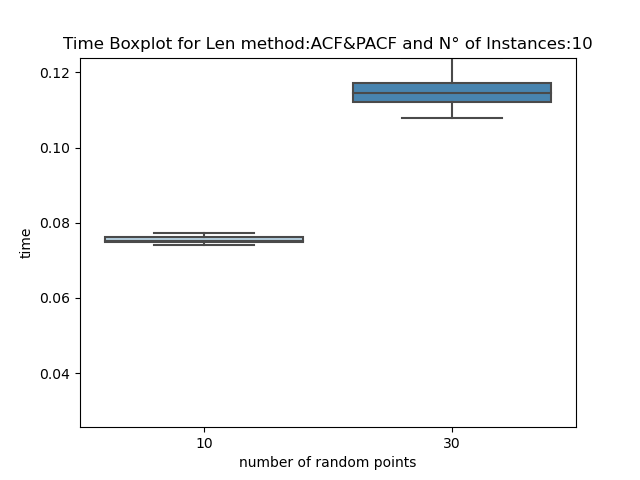 Time Boxplot for Len method:ACF&PACF and N° of Instances:10
0.12
0.10
0.08
0.06
0.04
time
10
30
number of random points